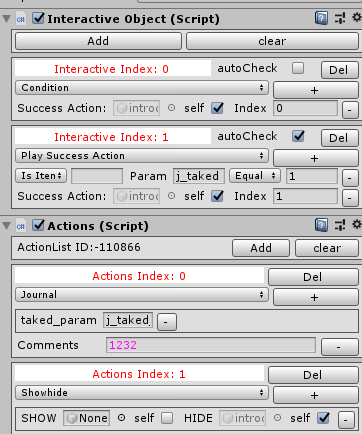 Interactive Object (Script)
Add clear
Interactive Index: 0 autoCheck Del
Condition +
Success Action: introd self Index 0 -
Interactive Index: 1 autoCheck Del
Play Success Action +
Is Iten Param j_taked Equal 1
Success Action: introd self Index 1 -
Actions (Script)
ActionList ID:-110866 Add clear
Actions Index: 0 Del
Journal +
taked_param j_taked -
Comments 1232 -
Actions Index: 1 Del
Showhide +
SHOW None self HIDE introd self -